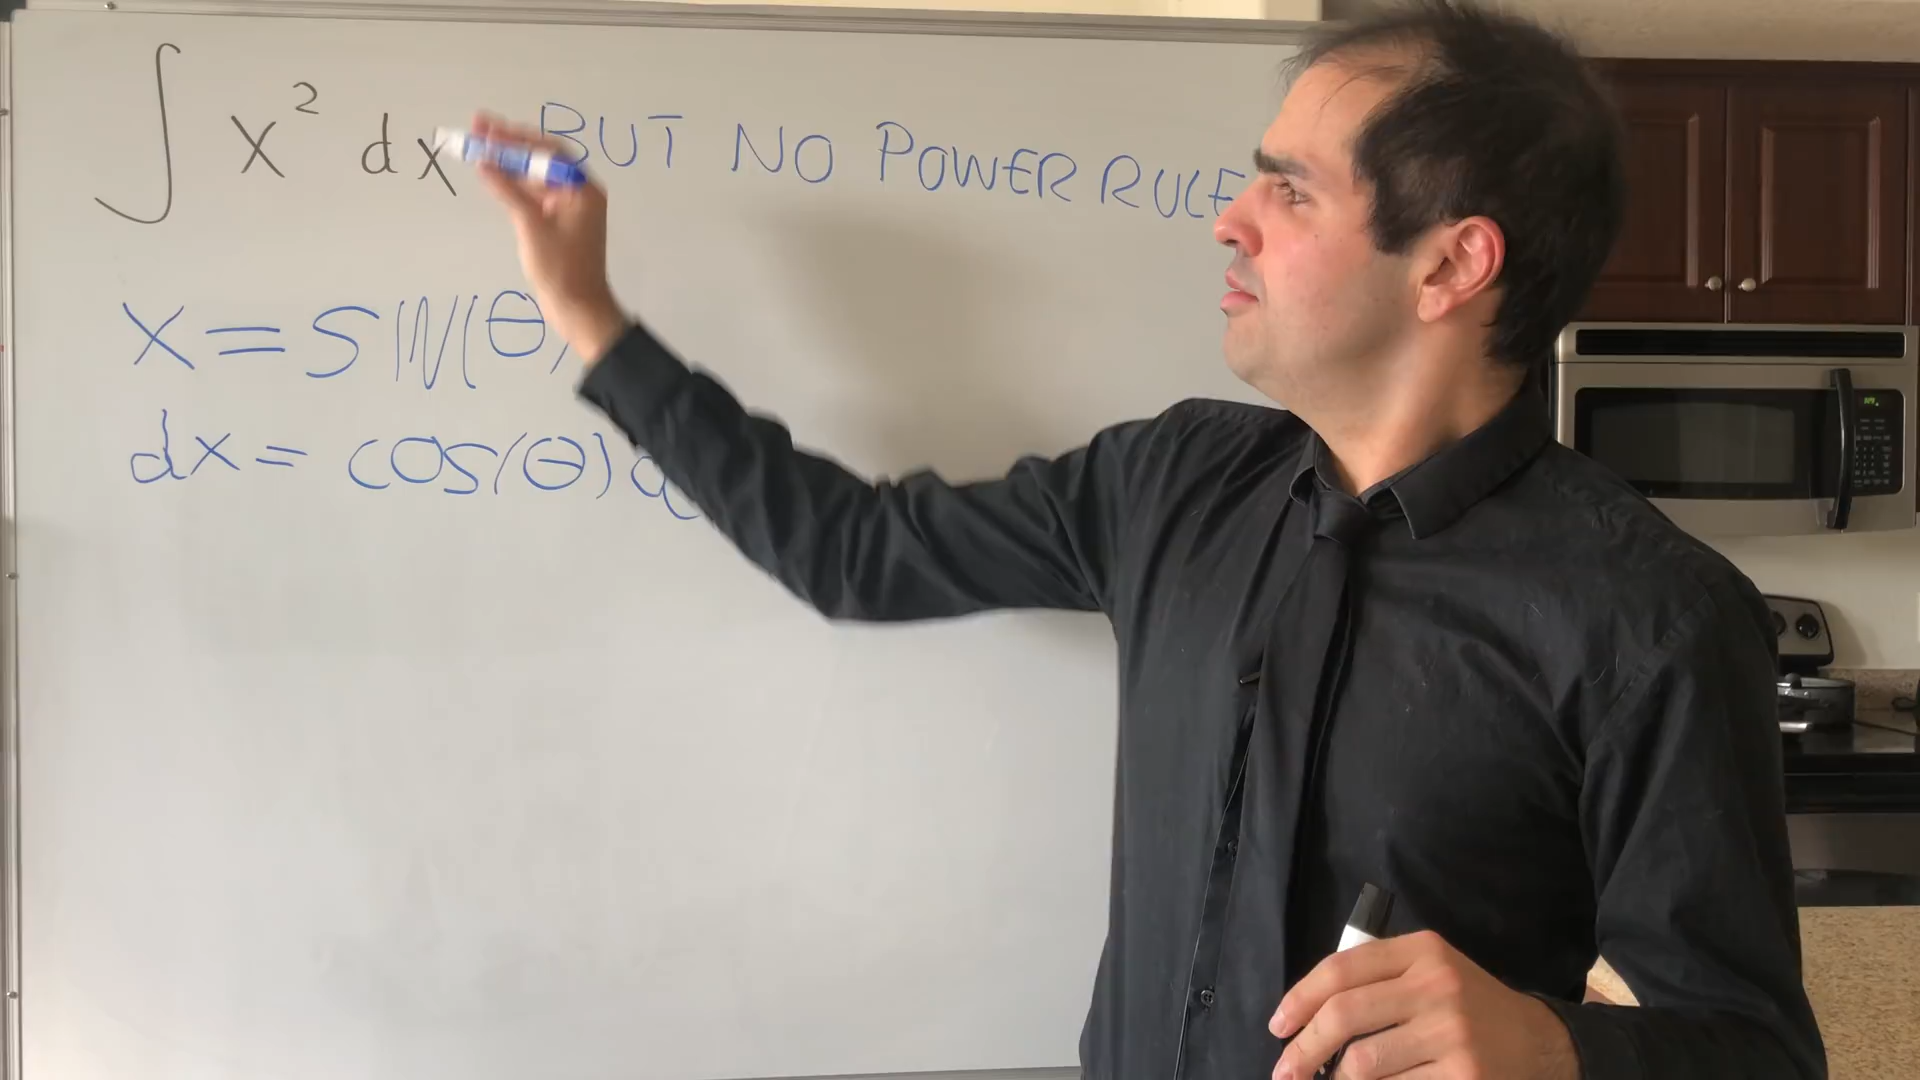 ∫ x² dx BUT NO POWER RULE
x = SIN(θ)
dx = cos(θ) d